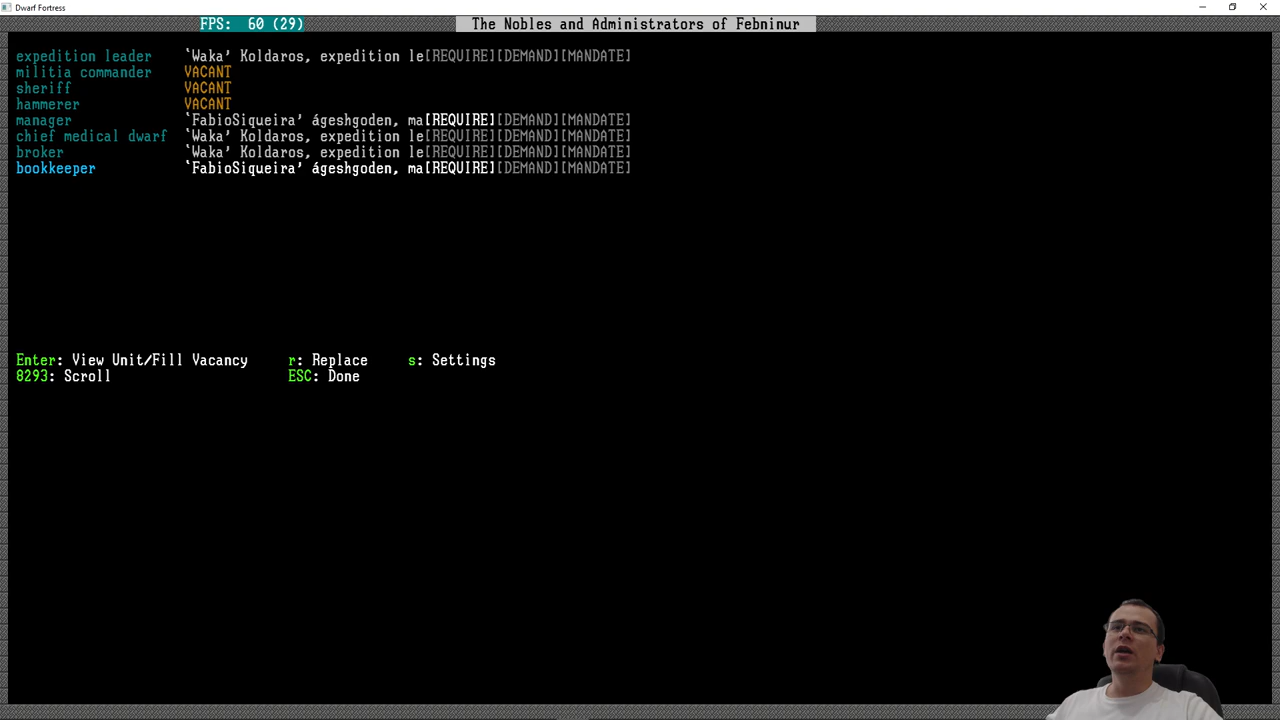 Dwarf Fortress
FPS: 60 (29) The Nobles and Administrators of Febninur
expedition leader `Waka' Koldaros, expedition le[REQUIRE][DEMAND][MANDATE]
militia commander VACANT
sheriff VACANT
hammerer VACANT
manager `FabioSiqueira' ágeshgoden, ma[REQUIRE][DEMAND][MANDATE]
chief medical dwarf `Waka' Koldaros, expedition le[REQUIRE][DEMAND][MANDATE]
broker `Waka' Koldaros, expedition le[REQUIRE][DEMAND][MANDATE]
bookkeeper `FabioSiqueira' ágeshgoden, ma[REQUIRE][DEMAND][MANDATE]
Enter: View Unit/Fill Vacancy r: Replace s: Settings
8293: Scroll ESC: Done